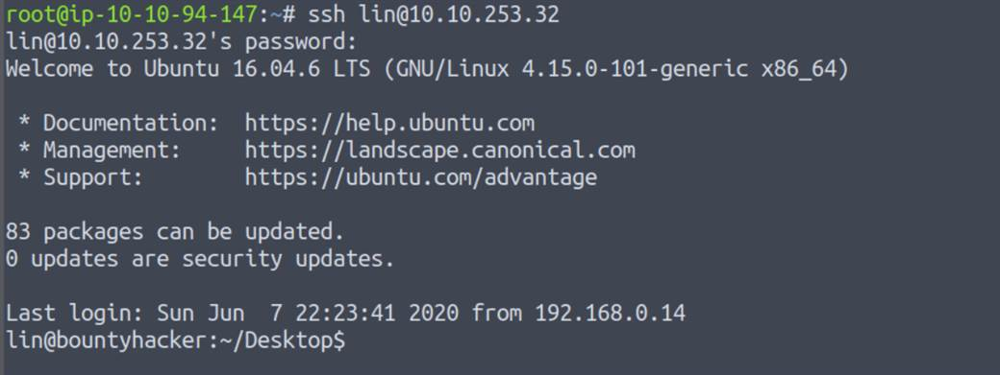 root@ip-10-10-94-147:~# ssh lin@10.10.253.32
lin@10.10.253.32's password:
Welcome to Ubuntu 16.04.6 LTS (GNU/Linux 4.15.0-101-generic x86_64)

 * Documentation:  https://help.ubuntu.com
 * Management:     https://landscape.canonical.com
 * Support:        https://ubuntu.com/advantage

83 packages can be updated.
0 updates are security updates.

Last login: Sun Jun  7 22:23:41 2020 from 192.168.0.14
lin@bountyhacker:~/Desktop$